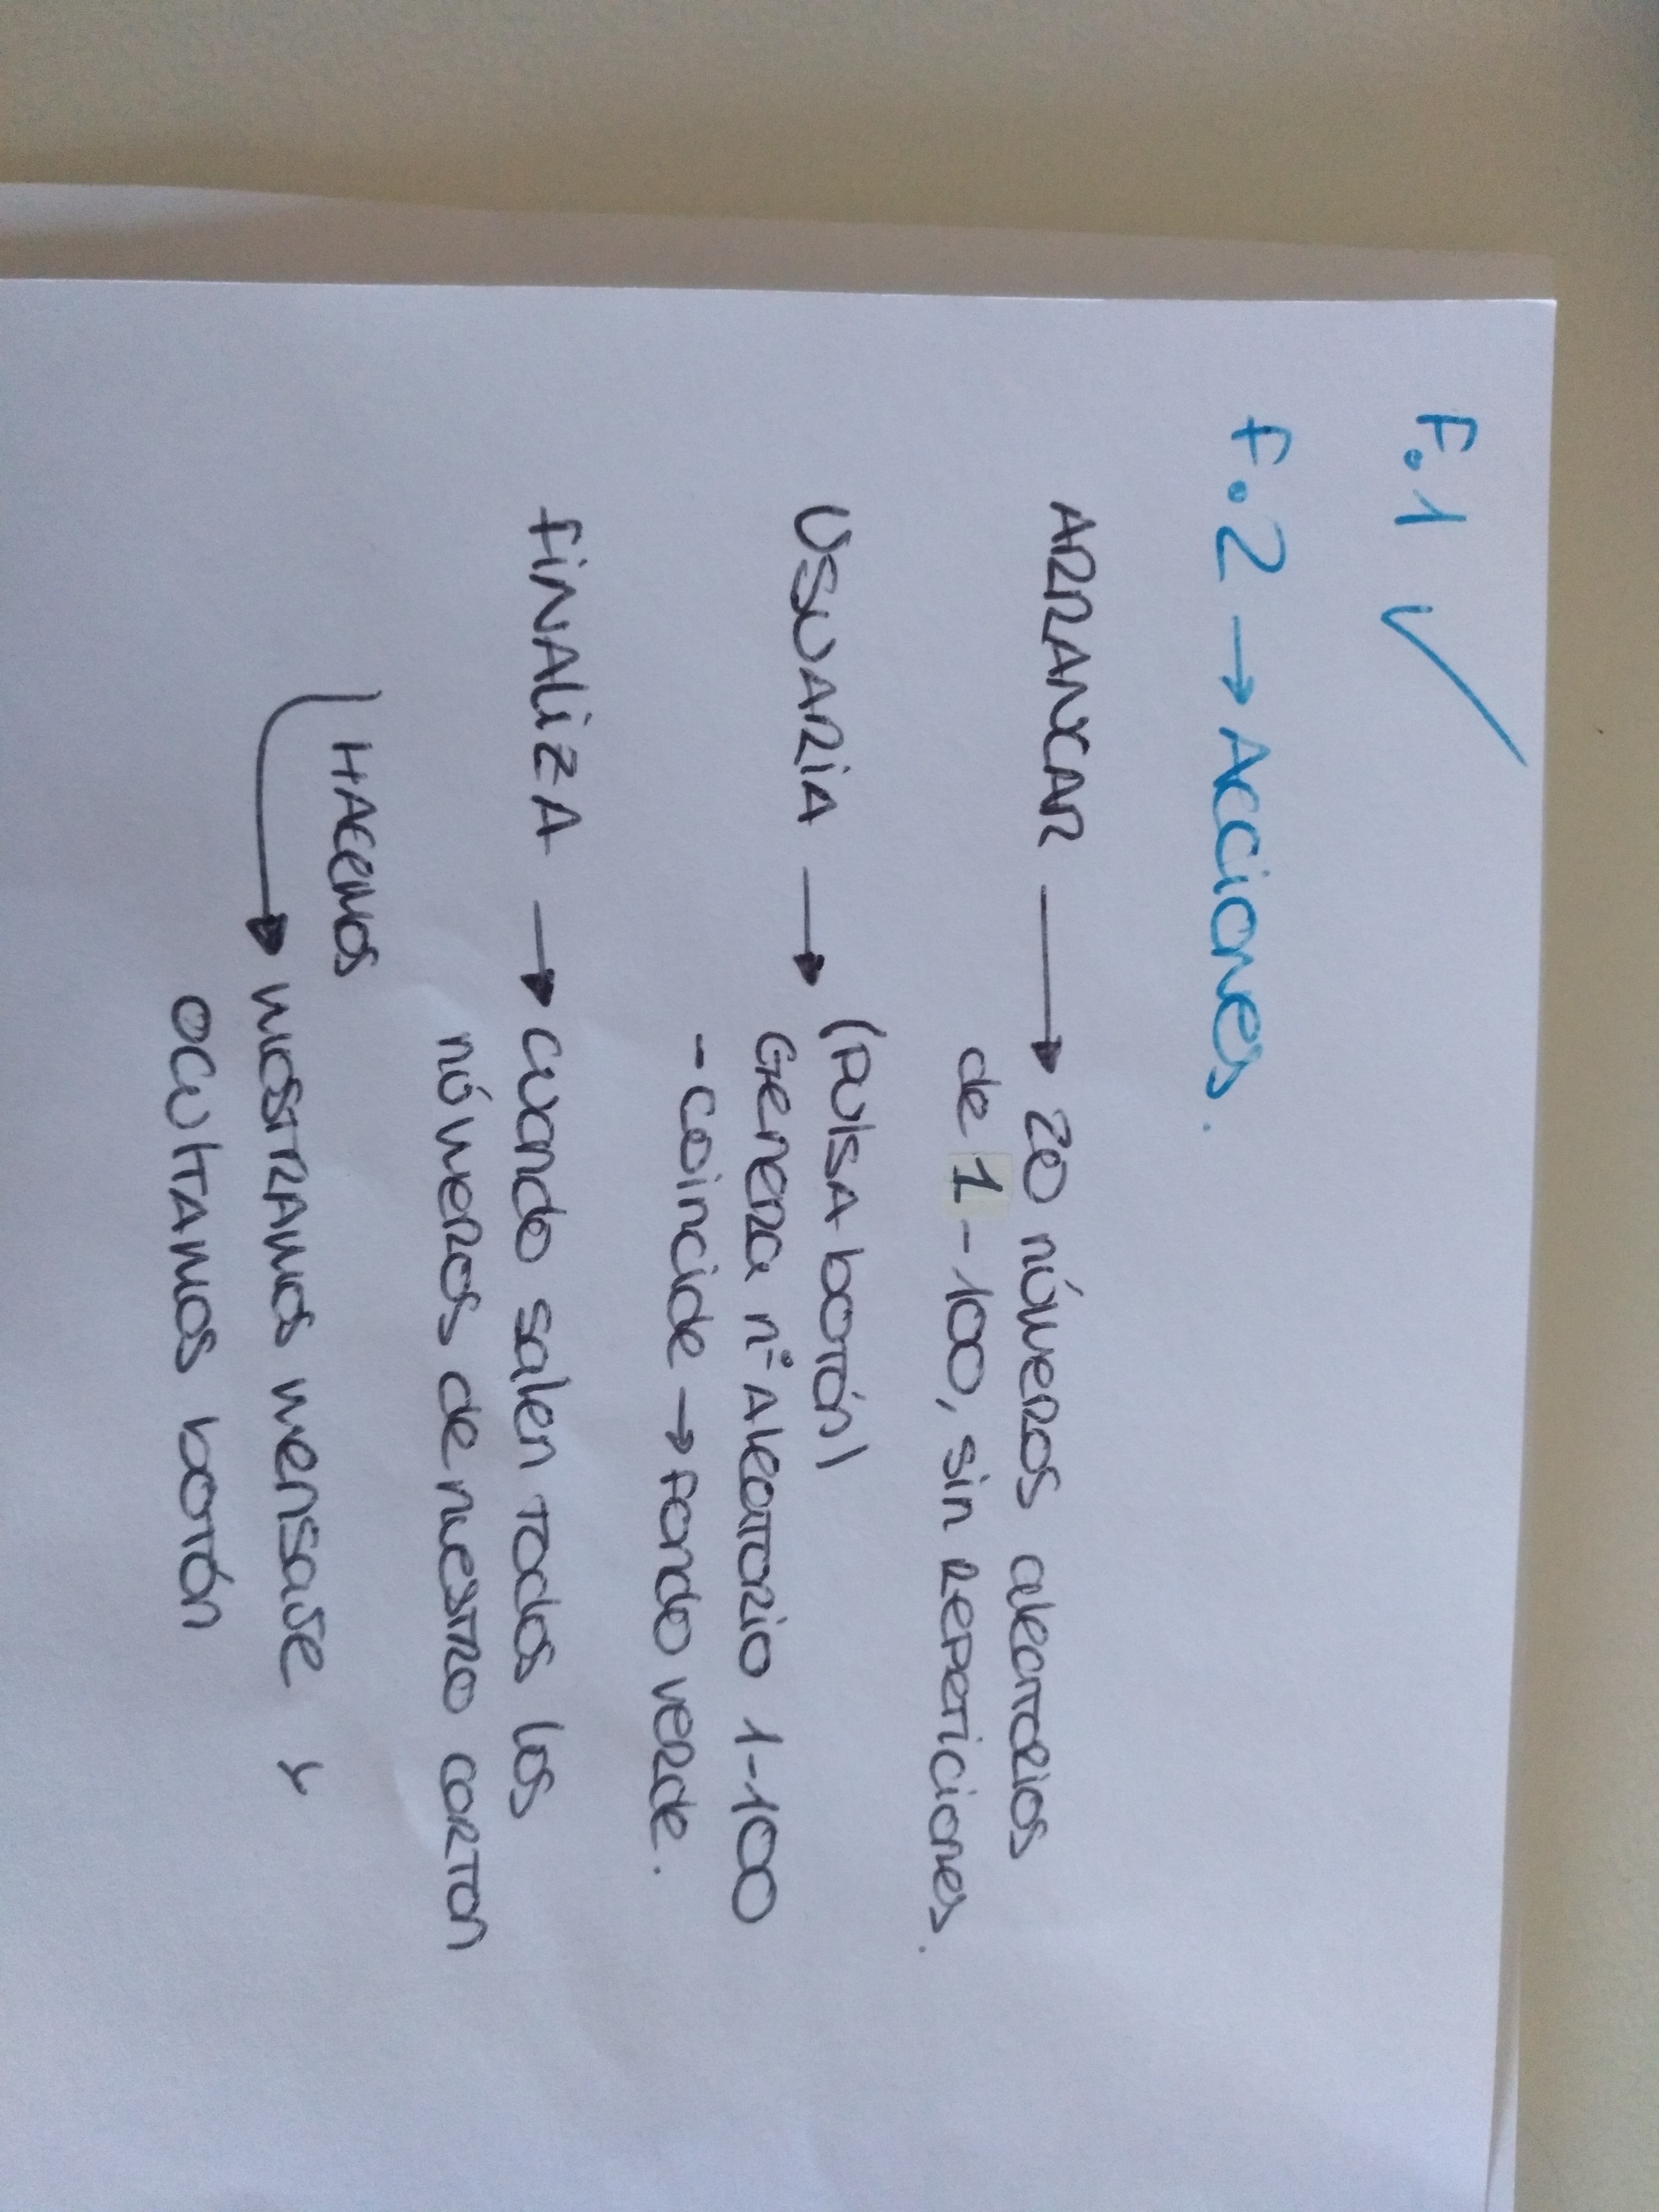 F.1 ✓
F.2 → Acciones.
ARRANCAR → 20 números aleatorios
de 1-100, sin repeticiones.
USUARIA → (pulsa botón)
Genera nº Aleatorio 1-100
- coincide → fondo verde.
finALizA → cuando salen todos los
números de nuestro carton
HAcemos
→ mostramos mensaje y
ocultamos botón